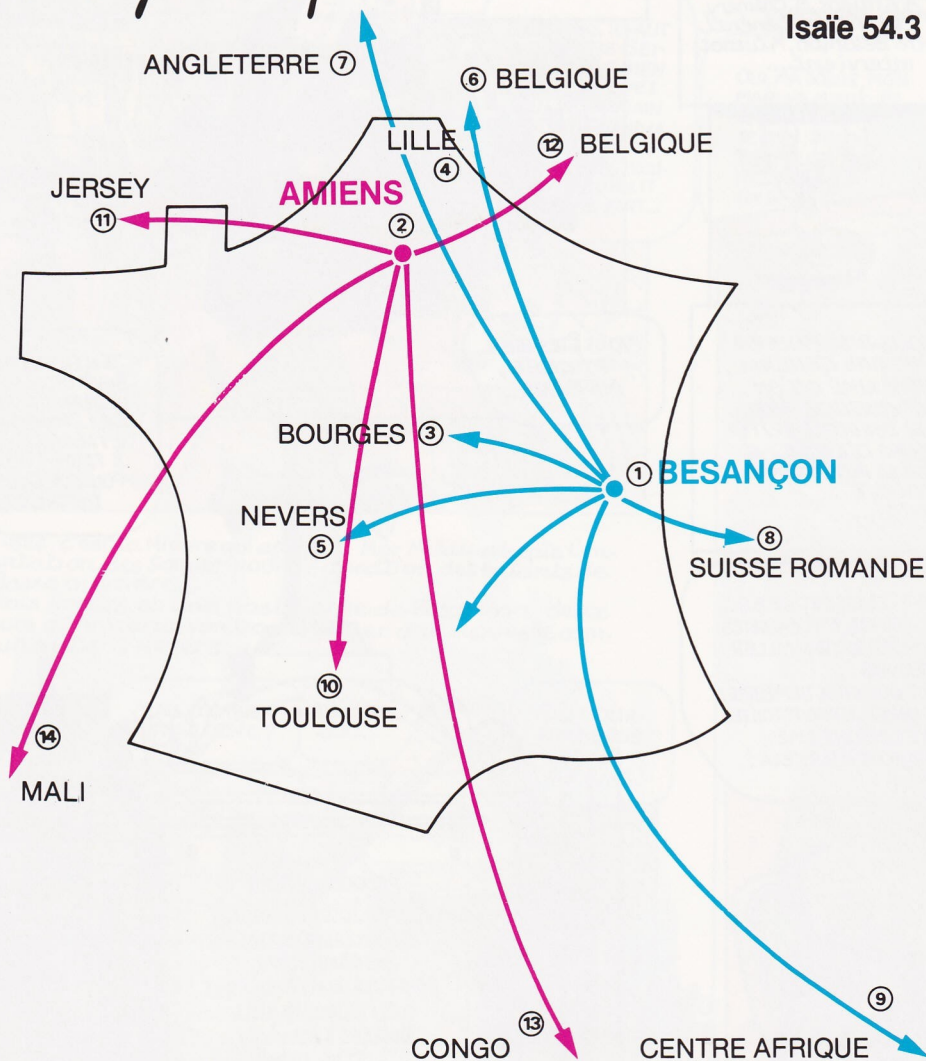 Isaïe 54.3
ANGLETERRE ⑦
⑥ BELGIQUE
LILLE
④
⑫ BELGIQUE
JERSEY
⑪
AMIENS
②
BOURGES ③
① BESANÇON
NEVERS
⑤
⑧
SUISSE ROMANDE
⑩
TOULOUSE
⑭
MALI
⑨
⑬
CONGO
CENTRE AFRIQUE